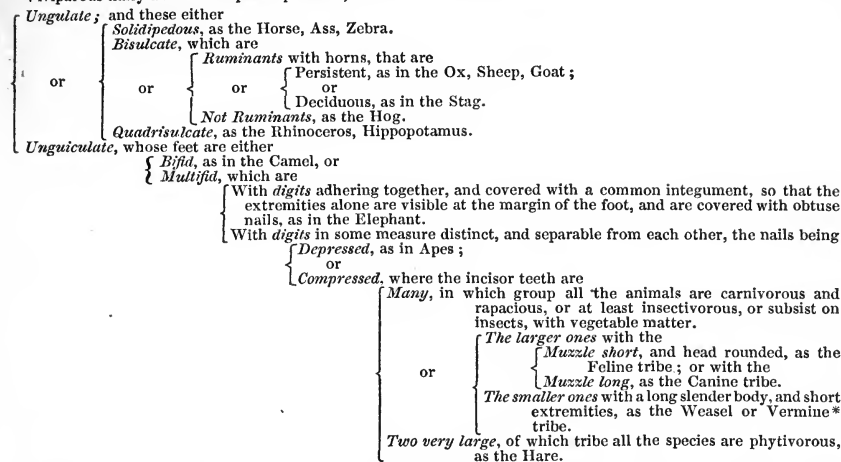 Ungulate; and these either
Solidipedous, as the Horse, Ass, Zebra.
Bisulcate, which are
Ruminants with horns, that are
Persistent, as in the Ox, Sheep, Goat;
or or or or
Deciduous, as in the Stag.
Not Ruminants, as the Hog.
Quadrisulcate, as the Rhinoceros, Hippopotamus.
Unguiculate, whose feet are either
Bifid, as in the Camel, or
Multifid, which are
With digits adhering together, and covered with a common integument, so that the
extremities alone are visible at the margin of the foot, and are covered with obtuse
nails, as in the Elephant.
With digits in some measure distinct, and separable from each other, the nails being
Depressed, as in Apes;
or
Compressed, where the incisor teeth are
Many, in which group all the animals are carnivorous and
rapacious, or at least insectivorous, or subsist on
insects, with vegetable matter.
The larger ones with the
Muzzle short, and head rounded, as the
Feline tribe; or with the
or
Muzzle long, as the Canine tribe.
The smaller ones with a long slender body, and short
extremities, as the Weasel or Vermine*
tribe.
Two very large, of which tribe all the species are phytivorous,
as the Hare.